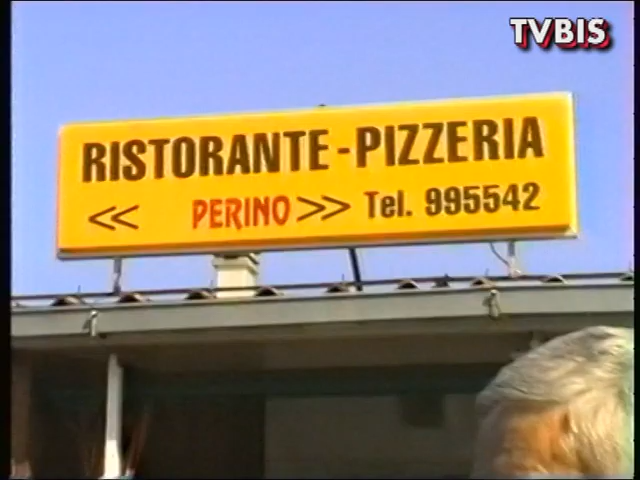 TVBIS
RISTORANTE-PIZZERIA
<< PERINO >> Tel. 995542